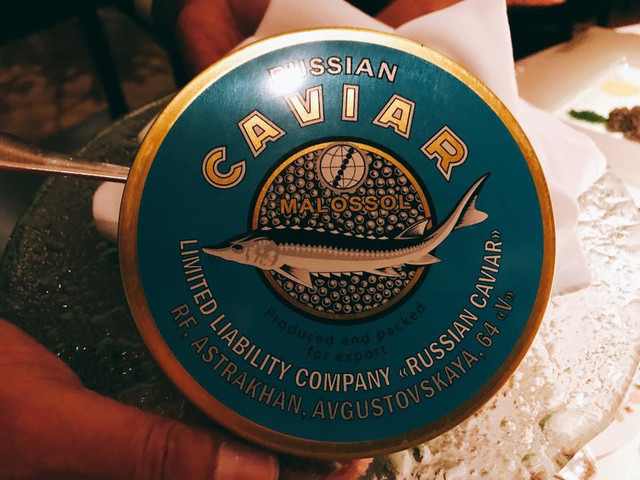 RUSSIAN
CAVIAR
MALOSSOL
Produced and packed
for export
LIMITED LIABILITY COMPANY «RUSSIAN CAVIAR»
RF, ASTRAKHAN, AVGUSTOVSKAYA, 64 «V»